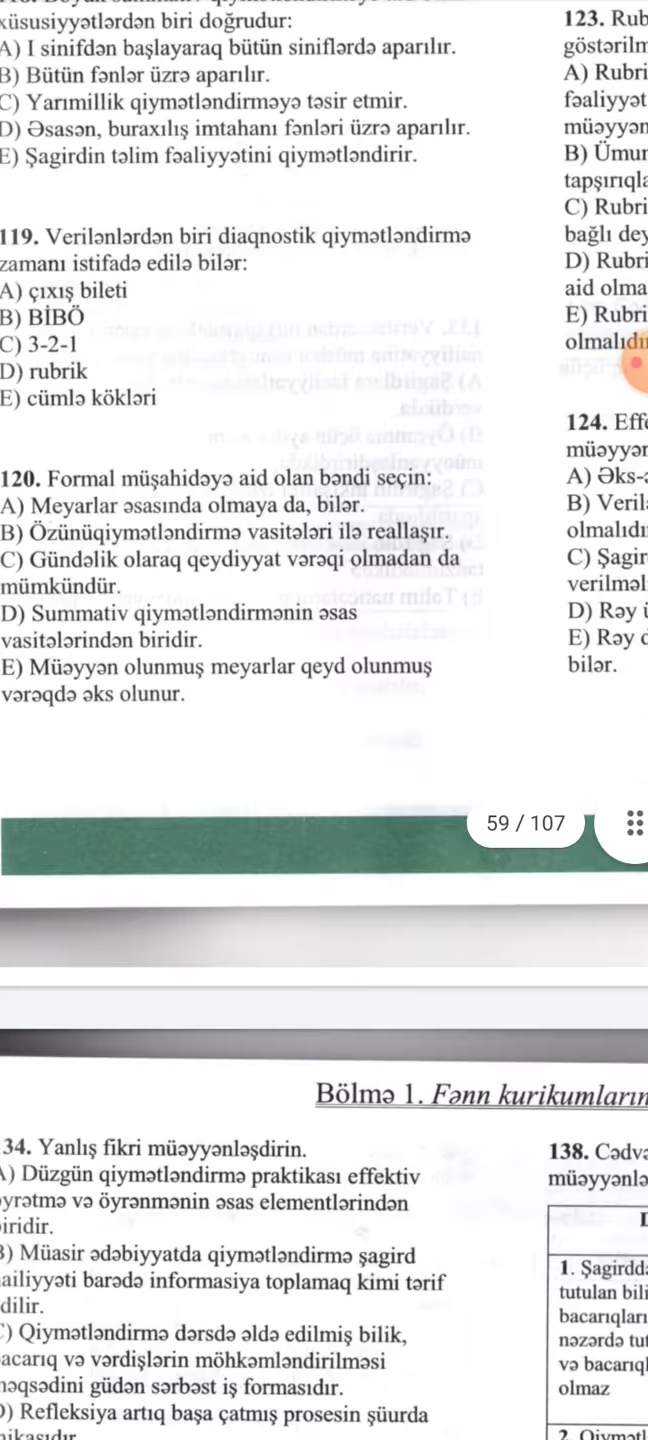 xüsusiyyətlərdən biri doğrudur:
A) I sinifdən başlayaraq bütün siniflərdə aparılır.
B) Bütün fənlər üzrə aparılır.
C) Yarımillik qiymətləndirməyə təsir etmir.
D) Əsasən, buraxılış imtahanı fənləri üzrə aparılır.
E) Şagirdin təlim fəaliyyətini qiymətləndirir.
119. Verilənlərdən biri diaqnostik qiymətləndirmə
zamanı istifadə edilə bilər:
A) çıxış bileti
B) BİBÖ
C) 3-2-1
D) rubrik
E) cümlə kökləri
120. Formal müşahidəyə aid olan bəndi seçin:
A) Meyarlar əsasında olmaya da, bilər.
B) Özünüqiymətləndirmə vasitələri ilə reallaşır.
C) Gündəlik olaraq qeydiyyat vərəqi olmadan da
mümkündür.
D) Summativ qiymətləndirmənin əsas
vasitələrindən biridir.
E) Müəyyən olunmuş meyarlar qeyd olunmuş
vərəqdə əks olunur.
123. Rub
göstərilm
A) Rubri
fəaliyyət
müəyyən
B) Ümum
tapşırıqla
C) Rubri
bağlı dey
D) Rubri
aid olma
E) Rubri
olmalıdı
124. Effe
müəyyən
A) Əks-
B) Veril
olmalıdı
C) Şagir
verilməl
D) Rəy
E) Rəy
bilər.
59 / 107
Bölmə 1. Fənn kurikumların
34. Yanlış fikri müəyyənləşdirin.
A) Düzgün qiymətləndirmə praktikası effektiv
yrətmə və öyrənmənin əsas elementlərindən
iridir.
B) Müasir ədəbiyyatda qiymətləndirmə şagird
ailiyyəti barədə informasiya toplamaq kimi tərif
dilir.
C) Qiymətləndirmə dərsdə əldə edilmiş bilik,
acarıq və vərdişlərin möhkəmləndirilməsi
məqsədini güdən sərbəst iş formasıdır.
D) Refleksiya artıq başa çatmış prosesin şüurda
138. Cədvə
müəyyənlə
1. Şagirddə
tutulan bili
bacarıqları
nəzərdə tut
və bacarıql
olmaz
2. Qiymətl